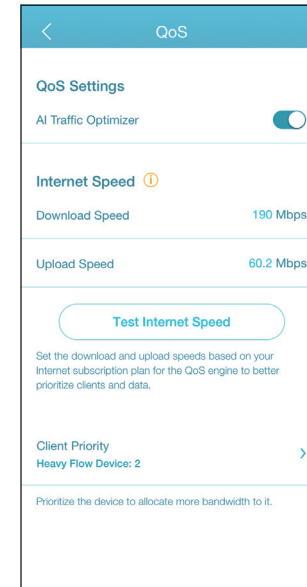 QoS
QoS Settings
AI Traffic Optimizer
Internet Speed
Download Speed 190 Mbps
Upload Speed 60.2 Mbps
Test Internet Speed
Set the download and upload speeds based on your
Internet subscription plan for the QoS engine to better
prioritize clients and data.
Client Priority
Heavy Flow Device: 2
Prioritize the device to allocate more bandwidth to it.